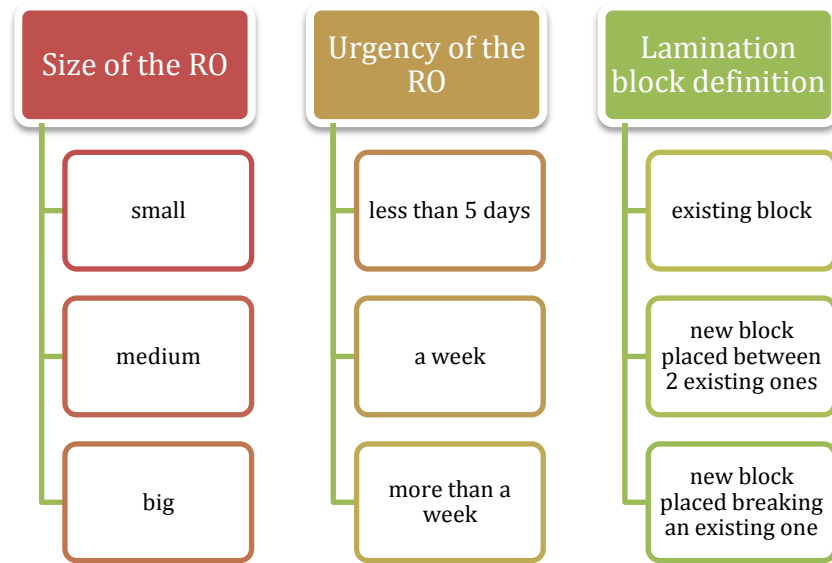 Size of the RO
small
medium
big
Urgency of the
RO
less than 5 days
a week
more than a
week
Lamination
block definition
existing block
new block
placed between
2 existing ones
new block
placed breaking
an existing one